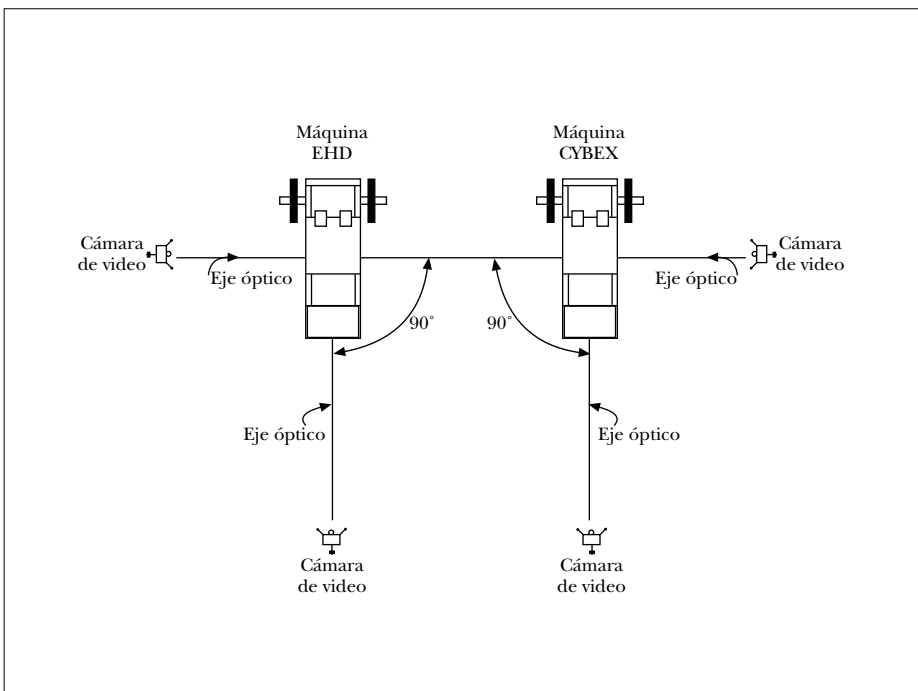 Máquina
EHD
Máquina
CYBEX
Cámara
de video
Eje óptico
Eje óptico
Cámara
de video
90°
90°
Eje óptico
Eje óptico
Cámara
de video
Cámara
de video